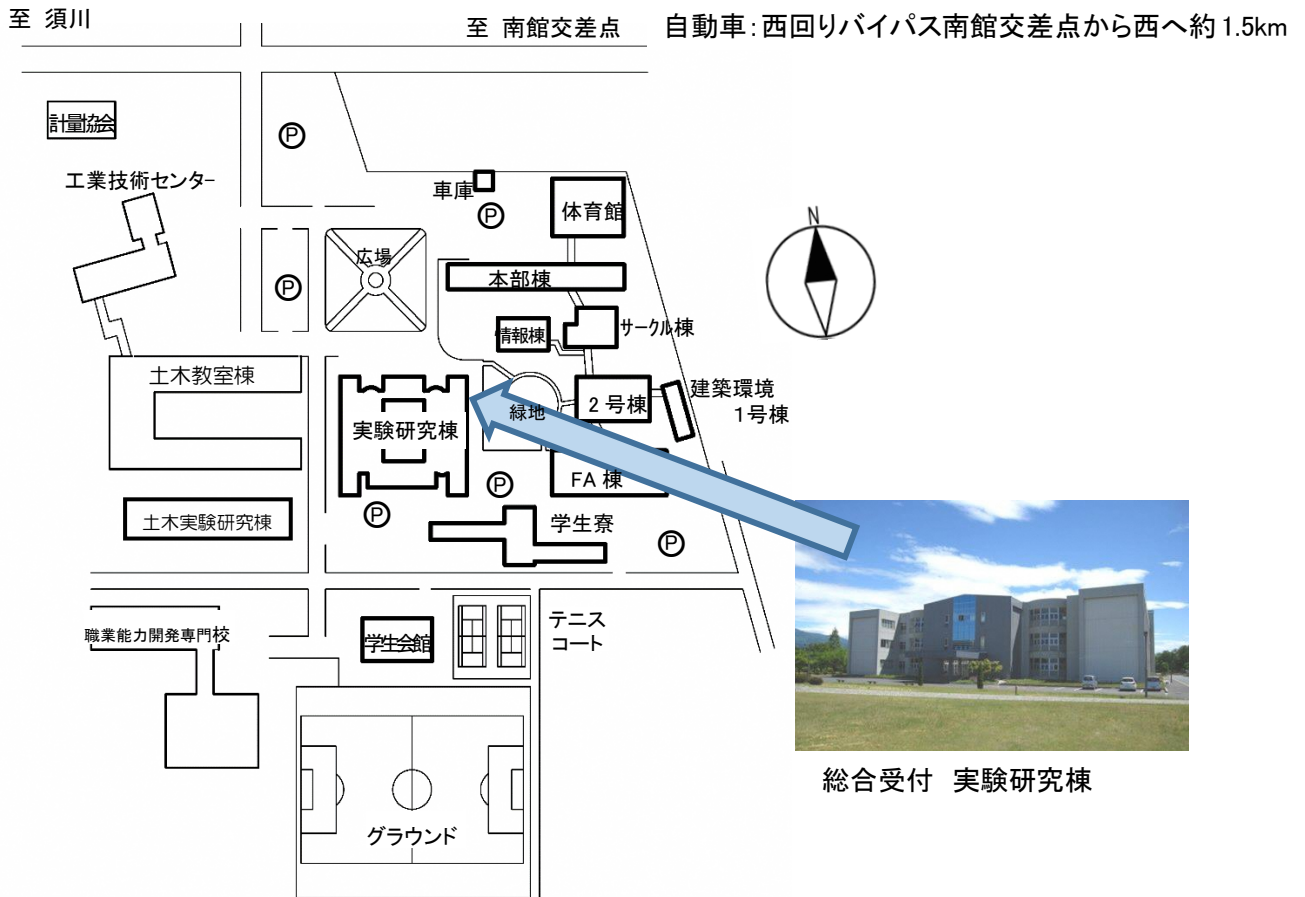 至 須川
至 南館交差点
自動車：西回りバイパス南館交差点から西へ約1.5km
計量協会
P
工業技術センター
車庫
P
体育館
N
広場
本部棟
P
情報棟
サークル棟
土木教室棟
建築環境
1号棟
2号棟
緑地
実験研究棟
FA 棟
P
P
土木実験研究棟
学生寮
P
職業能力開発専門校
学生会館
テニス
コート
総合受付 実験研究棟
グラウンド